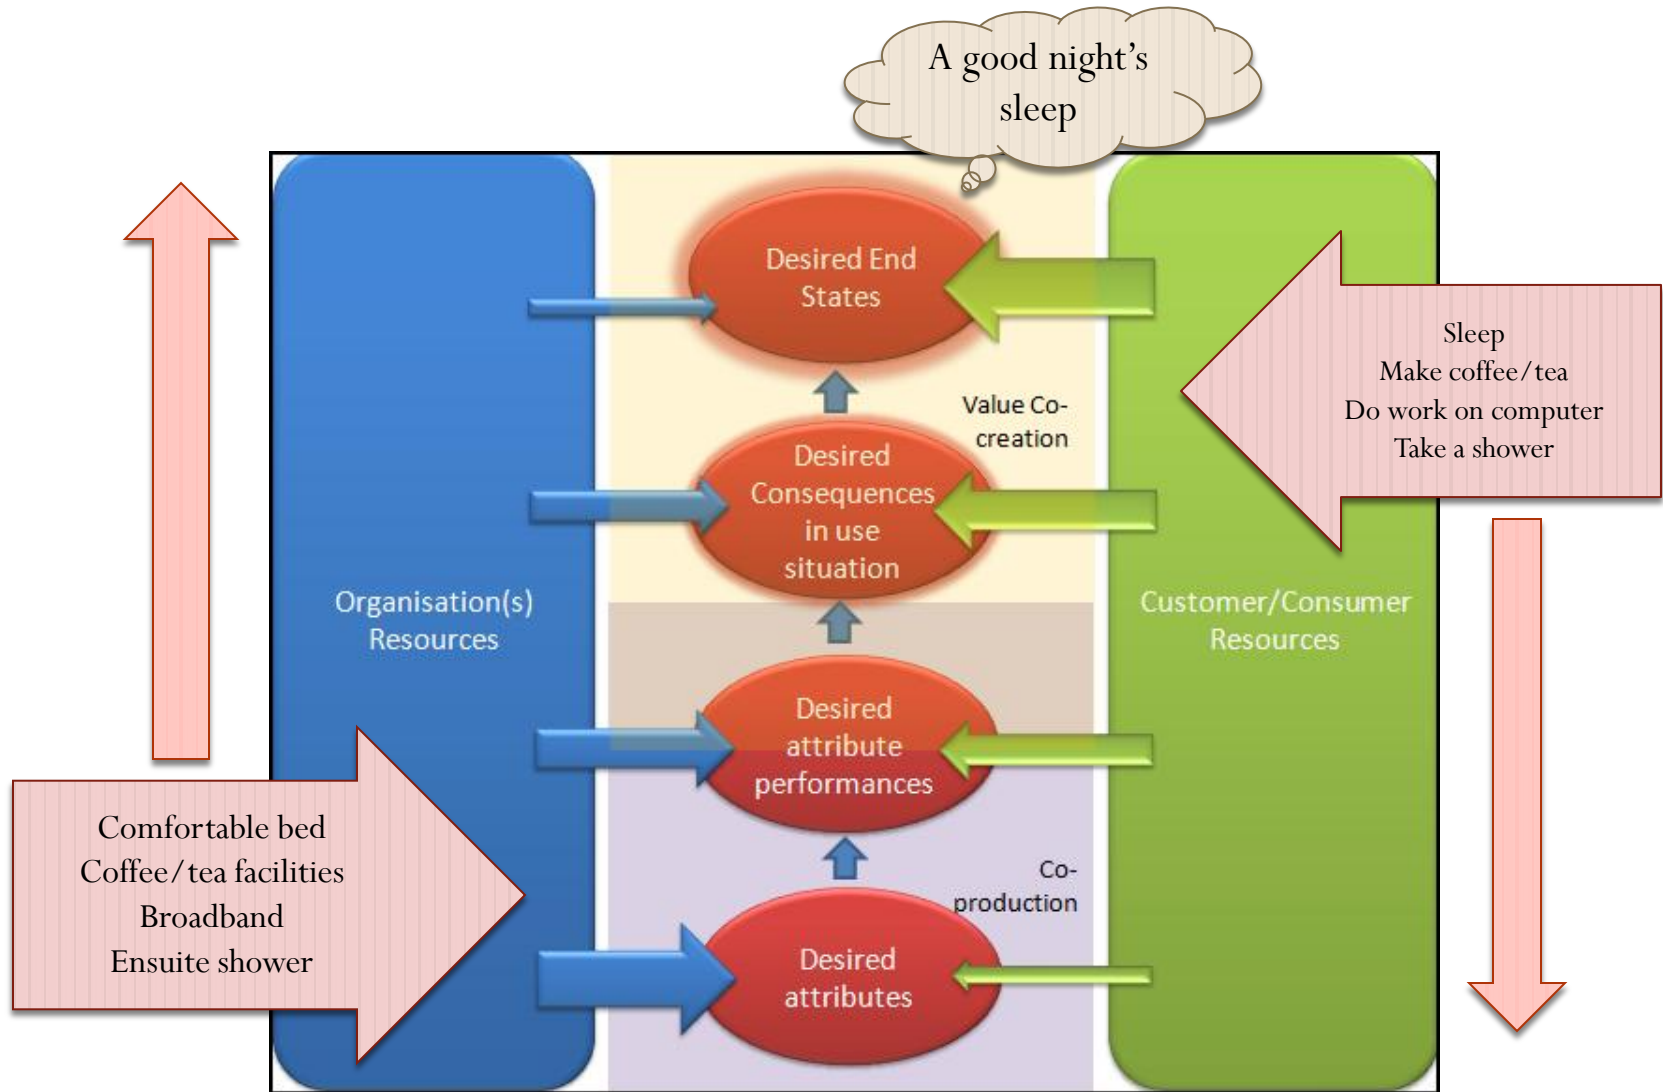 A good night's
sleep
Desired End
States
Sleep
Make coffee/tea
Do work on computer
Take a shower
Value Co-
creation
Desired
Consequences
in use
situation
Organisation(s)
Resources
Customer/Consumer
Resources
Desired
attribute
performances
Comfortable bed
Coffee/tea facilities
Broadband
Ensuite shower
Co-
production
Desired
attributes